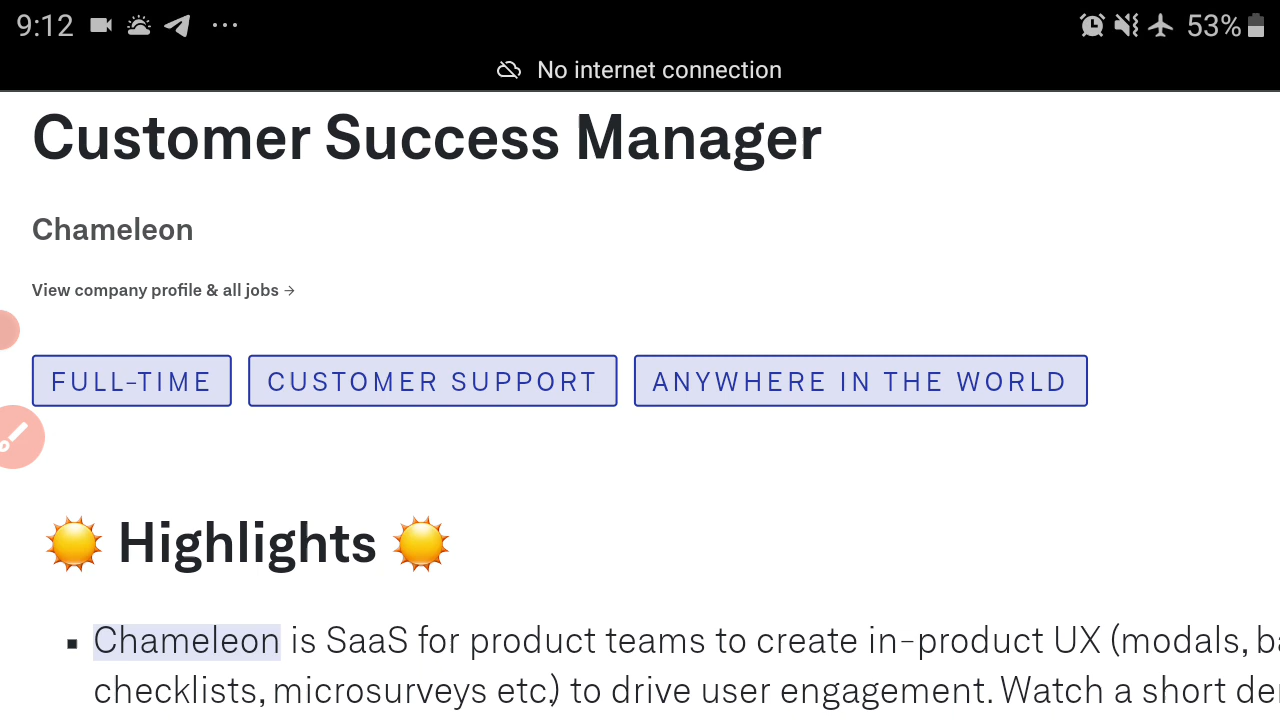 9:12 53%
No internet connection
Customer Success Manager
Chameleon
View company profile & all jobs →
FULL-TIME CUSTOMER SUPPORT ANYWHERE IN THE WORLD
Highlights
▪ Chameleon is SaaS for product teams to create in-product UX (modals,
checklists, microsurveys etc.) to drive user engagement. Watch a short